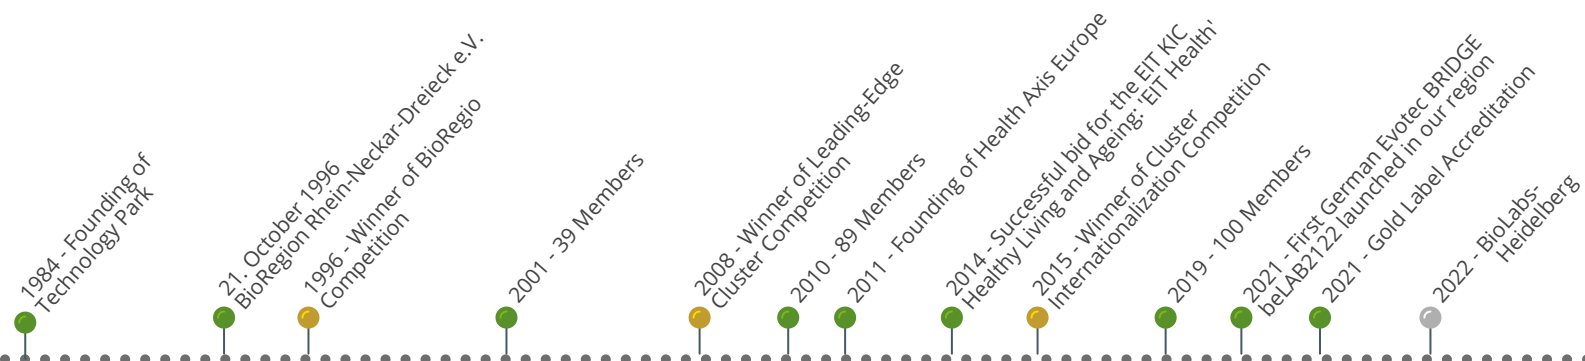 1984 - Founding of
Technology Park
21. October 1996
BioRegion Rhein-Neckar-Dreieck e.V.
1996 - Winner of BioRegio
Competition
2001 - 39 Members
2008 - Winner of Leading-Edge
Cluster Competition
2010 - 89 Members
2011 - Founding of Health Axis Europe
2014 - Successful bid for the EIT KIC
Healthy Living and Ageing: 'EIT Health'
2015 - Winner of Cluster
Internationalization Competition
2019 - 100 Members
2021 - First German Evotec BRIDGE
beLAB2122 launched in our region
2021 - Gold Label Accreditation
2022 - BioLabs-
Heidelberg